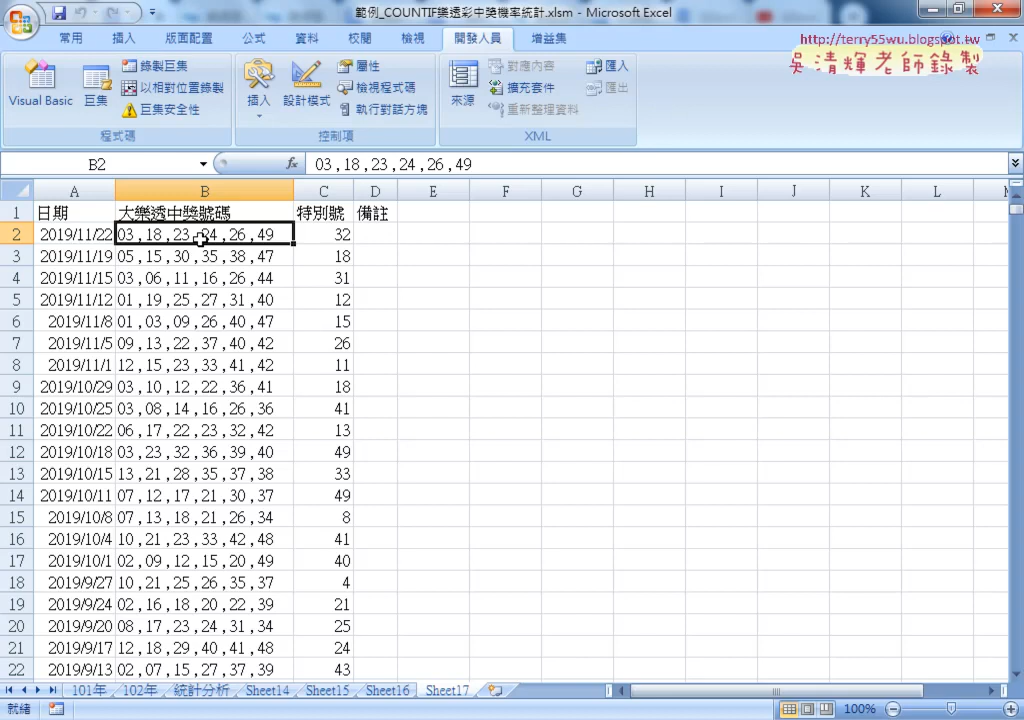 範例_COUNTIF樂透彩中獎機率統計.xlsm - Microsoft Excel
常用 插入 版面配置 公式 資料 校閱 檢視 開發人員 增益集
http://terry55wu.blogspot.tw
吳清輝老師錄製
Visual Basic 巨集 錄製巨集 以相對位置錄製 巨集安全性
插入 設計模式 屬性 檢視程式碼 執行對話方塊
來源 對應內容 擴充套件 重新整理資料 匯入 匯出
程式碼 控制項 XML
B2 fx 03 ,18 ,23 ,24 ,26 ,49
A B C D E F G H I J K L
1 日期 大樂透中獎號碼 特別號 備註
2 2019/11/22 03 ,18 ,23 ,24 ,26 ,49 32
3 2019/11/19 05 ,15 ,30 ,35 ,38 ,47 18
4 2019/11/15 03 ,06 ,11 ,16 ,26 ,44 31
5 2019/11/12 01 ,19 ,25 ,27 ,31 ,40 12
6 2019/11/8 01 ,03 ,09 ,26 ,40 ,47 15
7 2019/11/5 09 ,13 ,22 ,37 ,40 ,42 26
8 2019/11/1 12 ,15 ,23 ,33 ,41 ,42 11
9 2019/10/29 03 ,10 ,12 ,22 ,36 ,41 18
10 2019/10/25 03 ,08 ,14 ,16 ,26 ,36 41
11 2019/10/22 06 ,17 ,22 ,23 ,32 ,42 13
12 2019/10/18 03 ,23 ,32 ,36 ,39 ,40 49
13 2019/10/15 13 ,21 ,28 ,35 ,37 ,38 33
14 2019/10/11 07 ,12 ,17 ,21 ,30 ,37 49
15 2019/10/8 07 ,13 ,18 ,21 ,26 ,34 8
16 2019/10/4 10 ,21 ,23 ,33 ,42 ,48 41
17 2019/10/1 02 ,09 ,12 ,15 ,20 ,49 40
18 2019/9/27 10 ,21 ,25 ,26 ,35 ,37 4
19 2019/9/24 02 ,16 ,18 ,20 ,22 ,39 21
20 2019/9/20 08 ,17 ,23 ,24 ,31 ,34 25
21 2019/9/17 12 ,18 ,29 ,40 ,41 ,48 24
22 2019/9/13 02 ,07 ,15 ,27 ,37 ,39 43
101年 102年 統計分析 Sheet14 Sheet15 Sheet16 Sheet17
就緒 100%